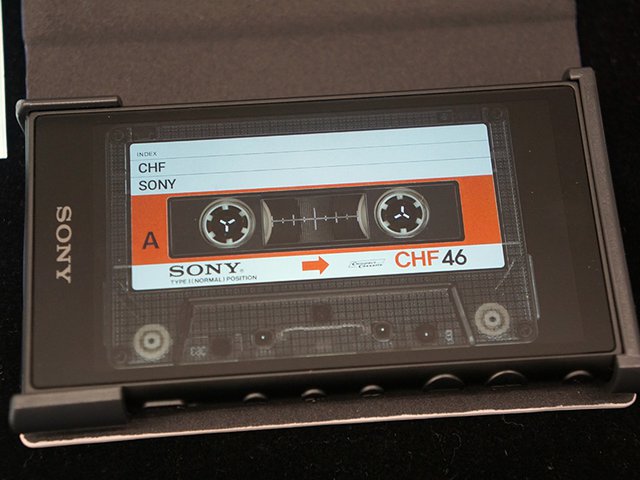 SONY
INDEX
CHF
SONY
A
SONY
TYPE I (NORMAL) POSITION
CHF 46